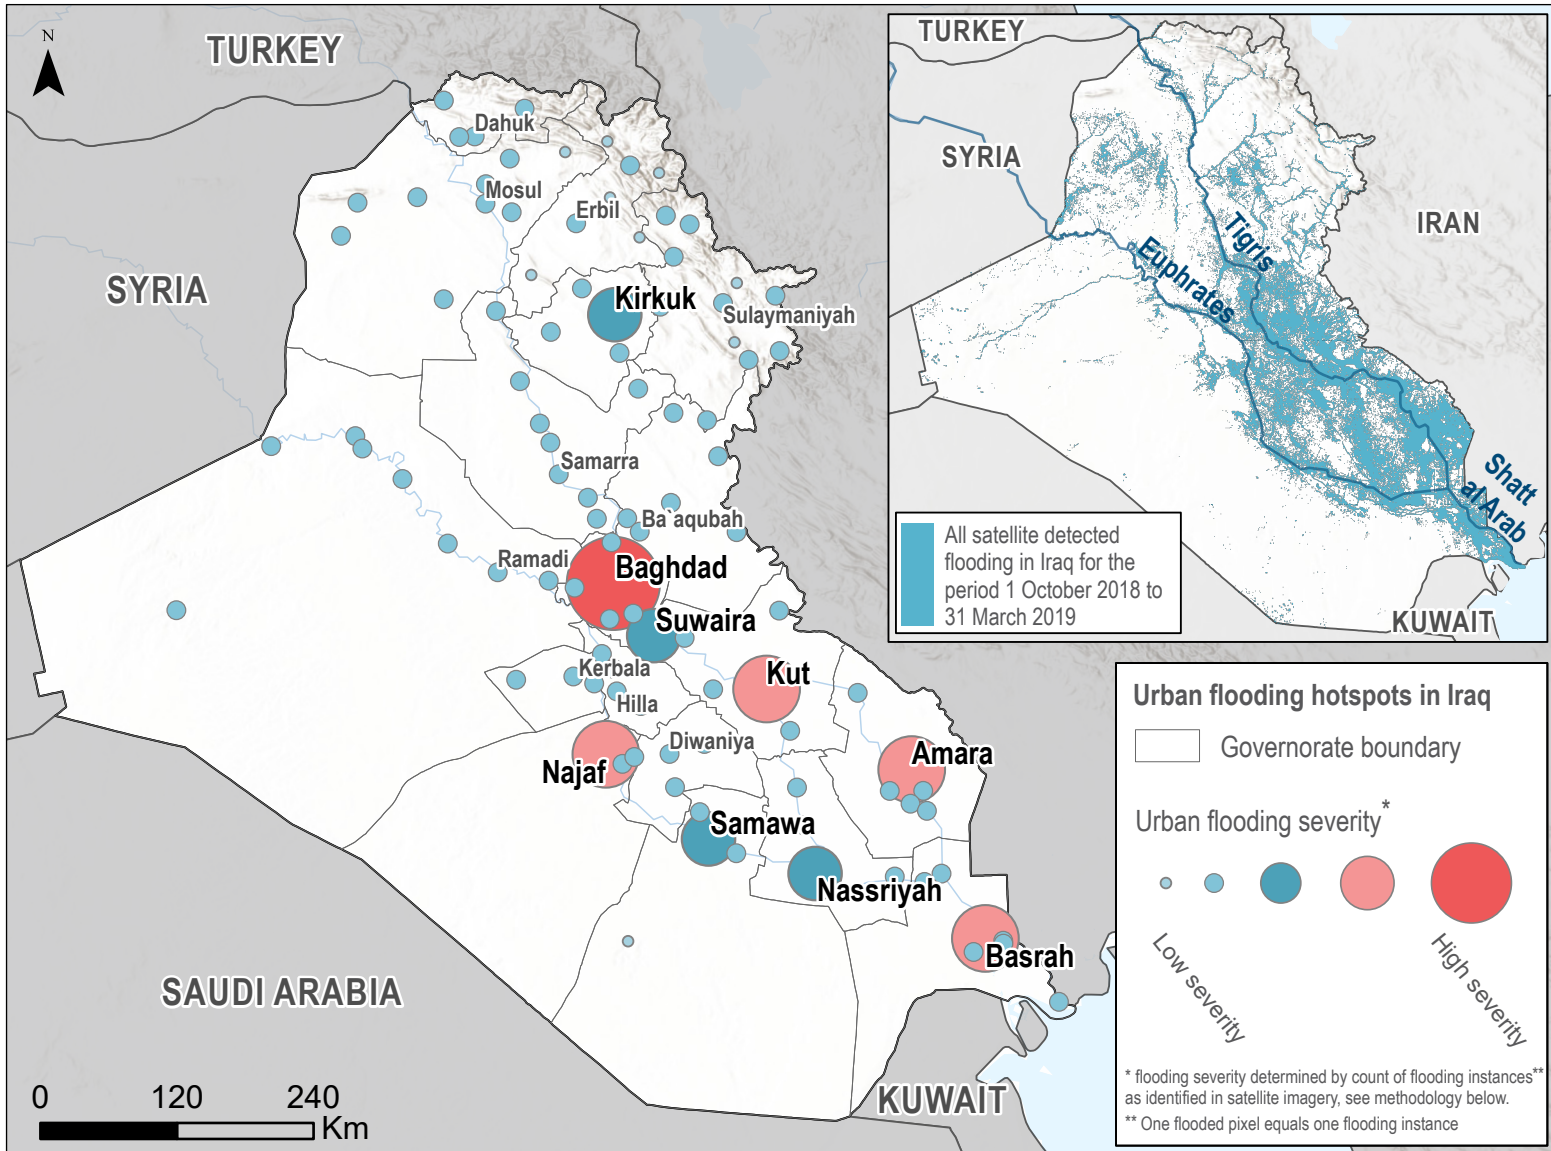 N
TURKEY
SYRIA
SAUDI ARABIA
KUWAIT
Dahuk
Mosul
Erbil
Kirkuk
Sulaymaniyah
Samarra
Ba`aqubah
Ramadi
Baghdad
Suwaira
Kerbala
Hilla
Kut
Najaf
Diwaniya
Amara
Samawa
Nassriyah
Basrah
0 120 240
Km
TURKEY
SYRIA
IRAN
KUWAIT
Tigris
Euphrates
Shatt
al Arab
All satellite detected
flooding in Iraq for the
period 1 October 2018 to
31 March 2019
Urban flooding hotspots in Iraq
Governorate boundary
Urban flooding severity*
Low severity
High severity
* flooding severity determined by count of flooding instances**
as identified in satellite imagery, see methodology below.
** One flooded pixel equals one flooding instance